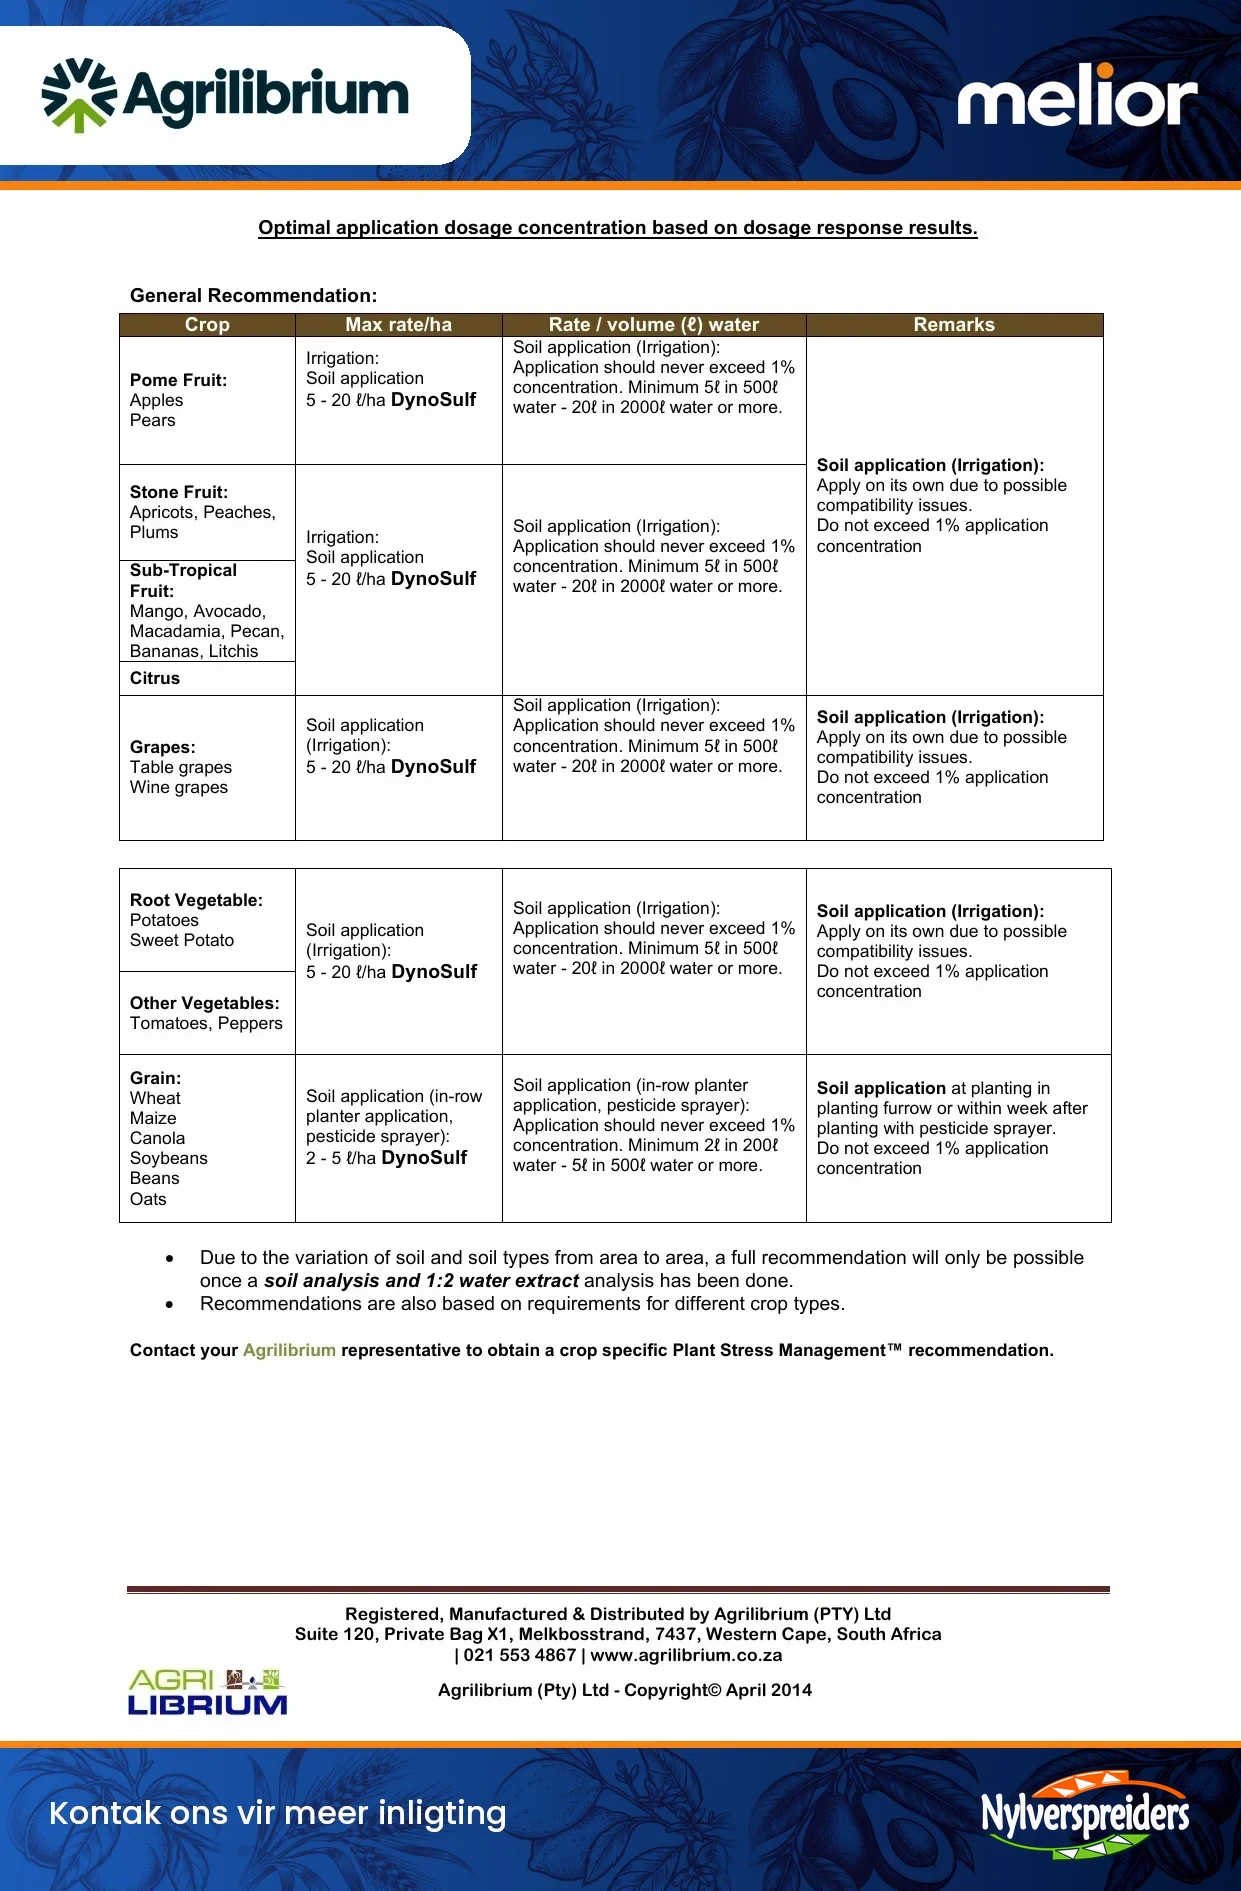 Agrilibrium
melior
Optimal application dosage concentration based on dosage response results.
General Recommendation:
Crop
Max rate/ha
Rate / volume (ℓ) water
Remarks
Pome Fruit:
Apples
Pears
Irrigation:
Soil application
5 - 20 ℓ/ha DynoSulf
Soil application (Irrigation):
Application should never exceed 1%
concentration. Minimum 5ℓ in 500ℓ
water - 20ℓ in 2000ℓ water or more.
Soil application (Irrigation):
Apply on its own due to possible
compatibility issues.
Do not exceed 1% application
concentration
Stone Fruit:
Apricots, Peaches,
Plums
Irrigation:
Soil application
5 - 20 ℓ/ha DynoSulf
Soil application (Irrigation):
Application should never exceed 1%
concentration. Minimum 5ℓ in 500ℓ
water - 20ℓ in 2000ℓ water or more.
Sub-Tropical
Fruit:
Mango, Avocado,
Macadamia, Pecan,
Bananas, Litchis
Citrus
Grapes:
Table grapes
Wine grapes
Soil application
(Irrigation):
5 - 20 ℓ/ha DynoSulf
Soil application (Irrigation):
Application should never exceed 1%
concentration. Minimum 5ℓ in 500ℓ
water - 20ℓ in 2000ℓ water or more.
Soil application (Irrigation):
Apply on its own due to possible
compatibility issues.
Do not exceed 1% application
concentration
Root Vegetable:
Potatoes
Sweet Potato
Soil application
(Irrigation):
5 - 20 ℓ/ha DynoSulf
Soil application (Irrigation):
Application should never exceed 1%
concentration. Minimum 5ℓ in 500ℓ
water - 20ℓ in 2000ℓ water or more.
Soil application (Irrigation):
Apply on its own due to possible
compatibility issues.
Do not exceed 1% application
concentration
Other Vegetables:
Tomatoes, Peppers
Grain:
Wheat
Maize
Canola
Soybeans
Beans
Oats
Soil application (in-row
planter application,
pesticide sprayer):
2 - 5 ℓ/ha DynoSulf
Soil application (in-row planter
application, pesticide sprayer):
Application should never exceed 1%
concentration. Minimum 2ℓ in 200ℓ
water - 5ℓ in 500ℓ water or more.
Soil application at planting in
planting furrow or within week after
planting with pesticide sprayer.
Do not exceed 1% application
concentration
• Due to the variation of soil and soil types from area to area, a full recommendation will only be possible
once a soil analysis and 1:2 water extract analysis has been done.
• Recommendations are also based on requirements for different crop types.
Contact your Agrilibrium representative to obtain a crop specific Plant Stress Management™ recommendation.
Registered, Manufactured & Distributed by Agrilibrium (PTY) Ltd
Suite 120, Private Bag X1, Melkbosstrand, 7437, Western Cape, South Africa
| 021 553 4867 | www.agrilibrium.co.za
AGRI
LIBRIUM
Agrilibrium (Pty) Ltd - Copyright© April 2014
Kontak ons vir meer inligting
Nylverspreiders